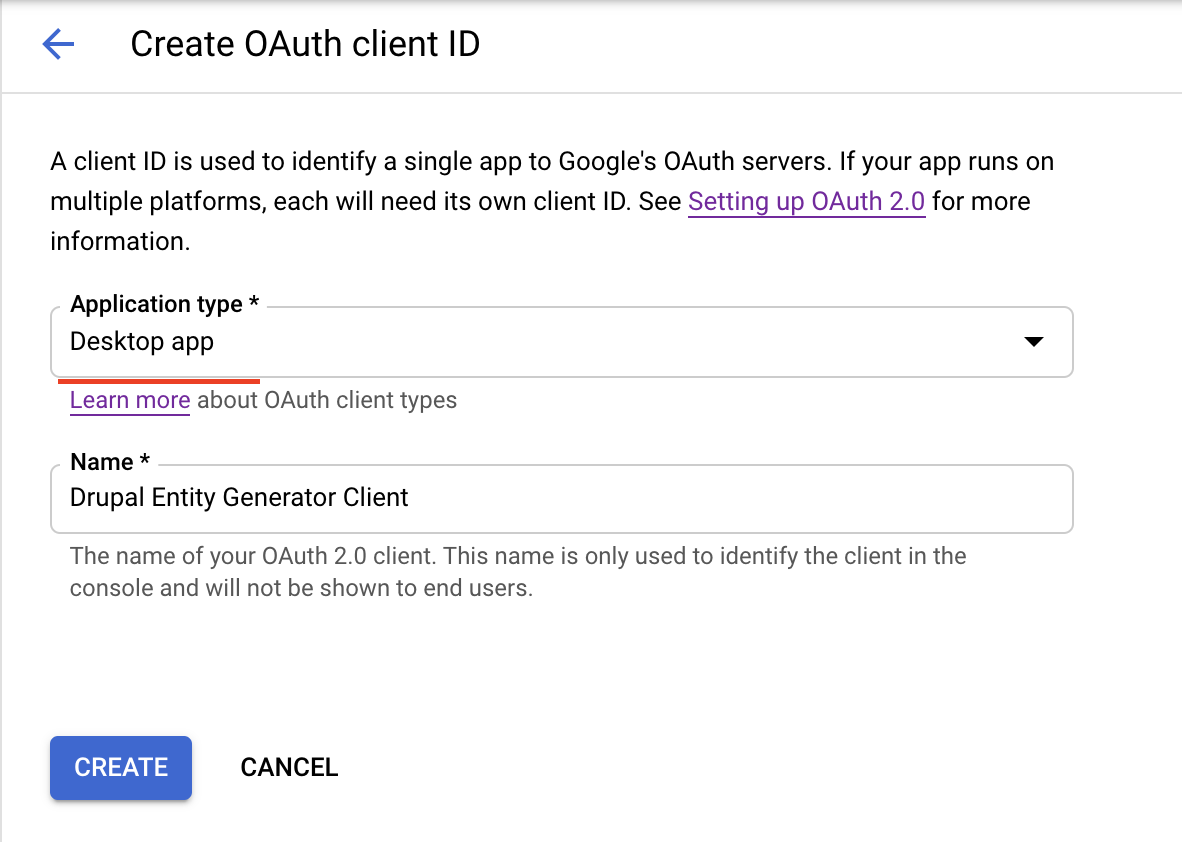 Create OAuth client ID
A client ID is used to identify a single app to Google's OAuth servers. If your app runs on
multiple platforms, each will need its own client ID. See Setting up OAuth 2.0 for more
information.
Application type *
Desktop app
Learn more about OAuth client types
Name *
Drupal Entity Generator Client
The name of your OAuth 2.0 client. This name is only used to identify the client in the
console and will not be shown to end users.
CREATE CANCEL